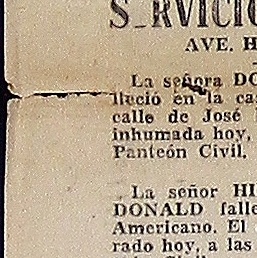 S_RVICIO
AVE. H
La señora DO
lleció en la ca
calle de José
inhumada hoy,
Panteón Civil.
La señor HI
DONALD falle
Americano. El
rado hoy, a las